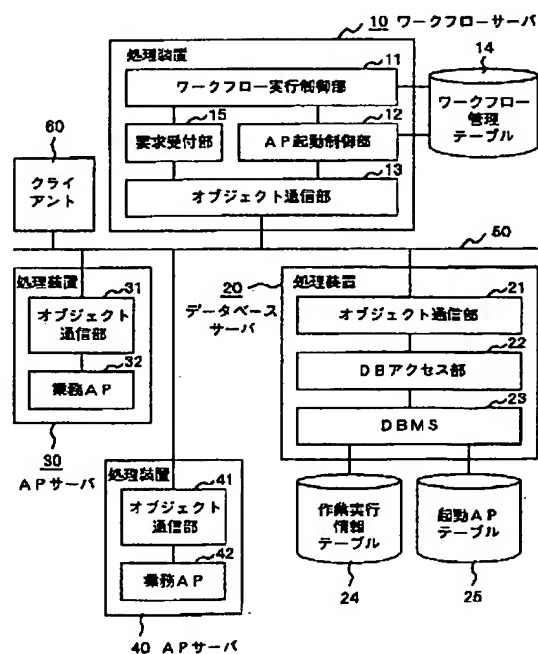 10 ワークフローサーバ
処理装置
11
ワークフロー実行制御部
14
ワークフロー
管理
テーブル
15
要求受付部
12
AP起動制御部
13
オブジェクト通信部
60
クライ
アント
50
処理装置
31
オブジェクト
通信部
32
業務AP
30
APサーバ
20
データベース
サーバ
処理装置
21
オブジェクト通信部
22
DBアクセス部
23
DBMS
作業実行
情報
テーブル
24
起動AP
テーブル
25
処理装置
41
オブジェクト
通信部
42
業務AP
40 APサーバ